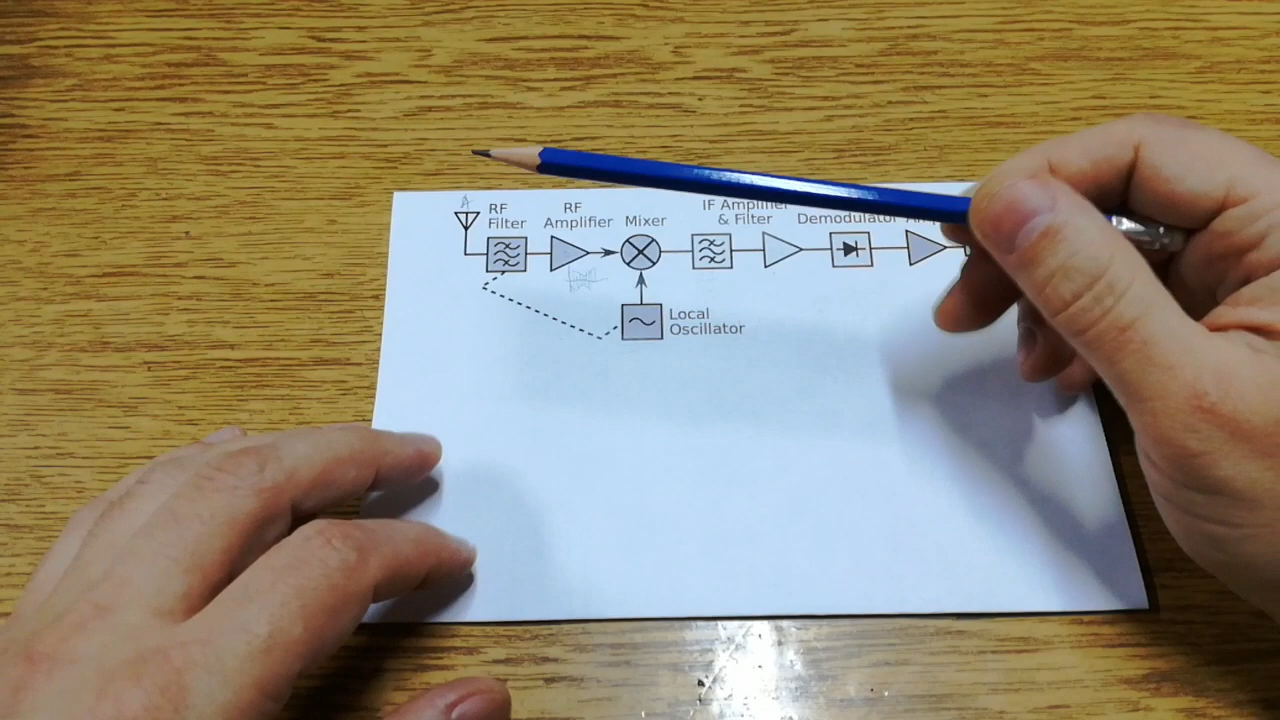 A
RF
Filter
RF
Amplifier
Mixer
IF Amplifier
& Filter
Demodulator
Local
Oscillator